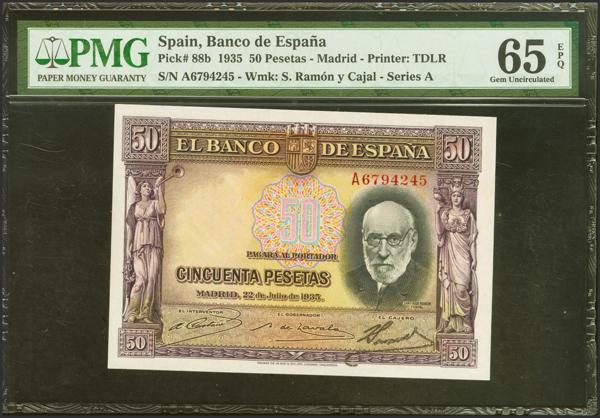 PMG
PAPER MONEY GUARANTY
Spain, Banco de España
Pick# 88b 1935 50 Pesetas - Madrid - Printer: TDLR
S/N A6794245 - Wmk: S. Ramón y Cajal - Series A
65 EPQ
Gem Uncirculated
50 50
EL BANCO DE ESPAÑA
A6794245
50
PAGARÁ AL PORTADOR
CINCUENTA PESETAS
MADRID, 22 de Julio de 1935.
EL INTERVENTOR EL GOBERNADOR EL CAJERO
50 50